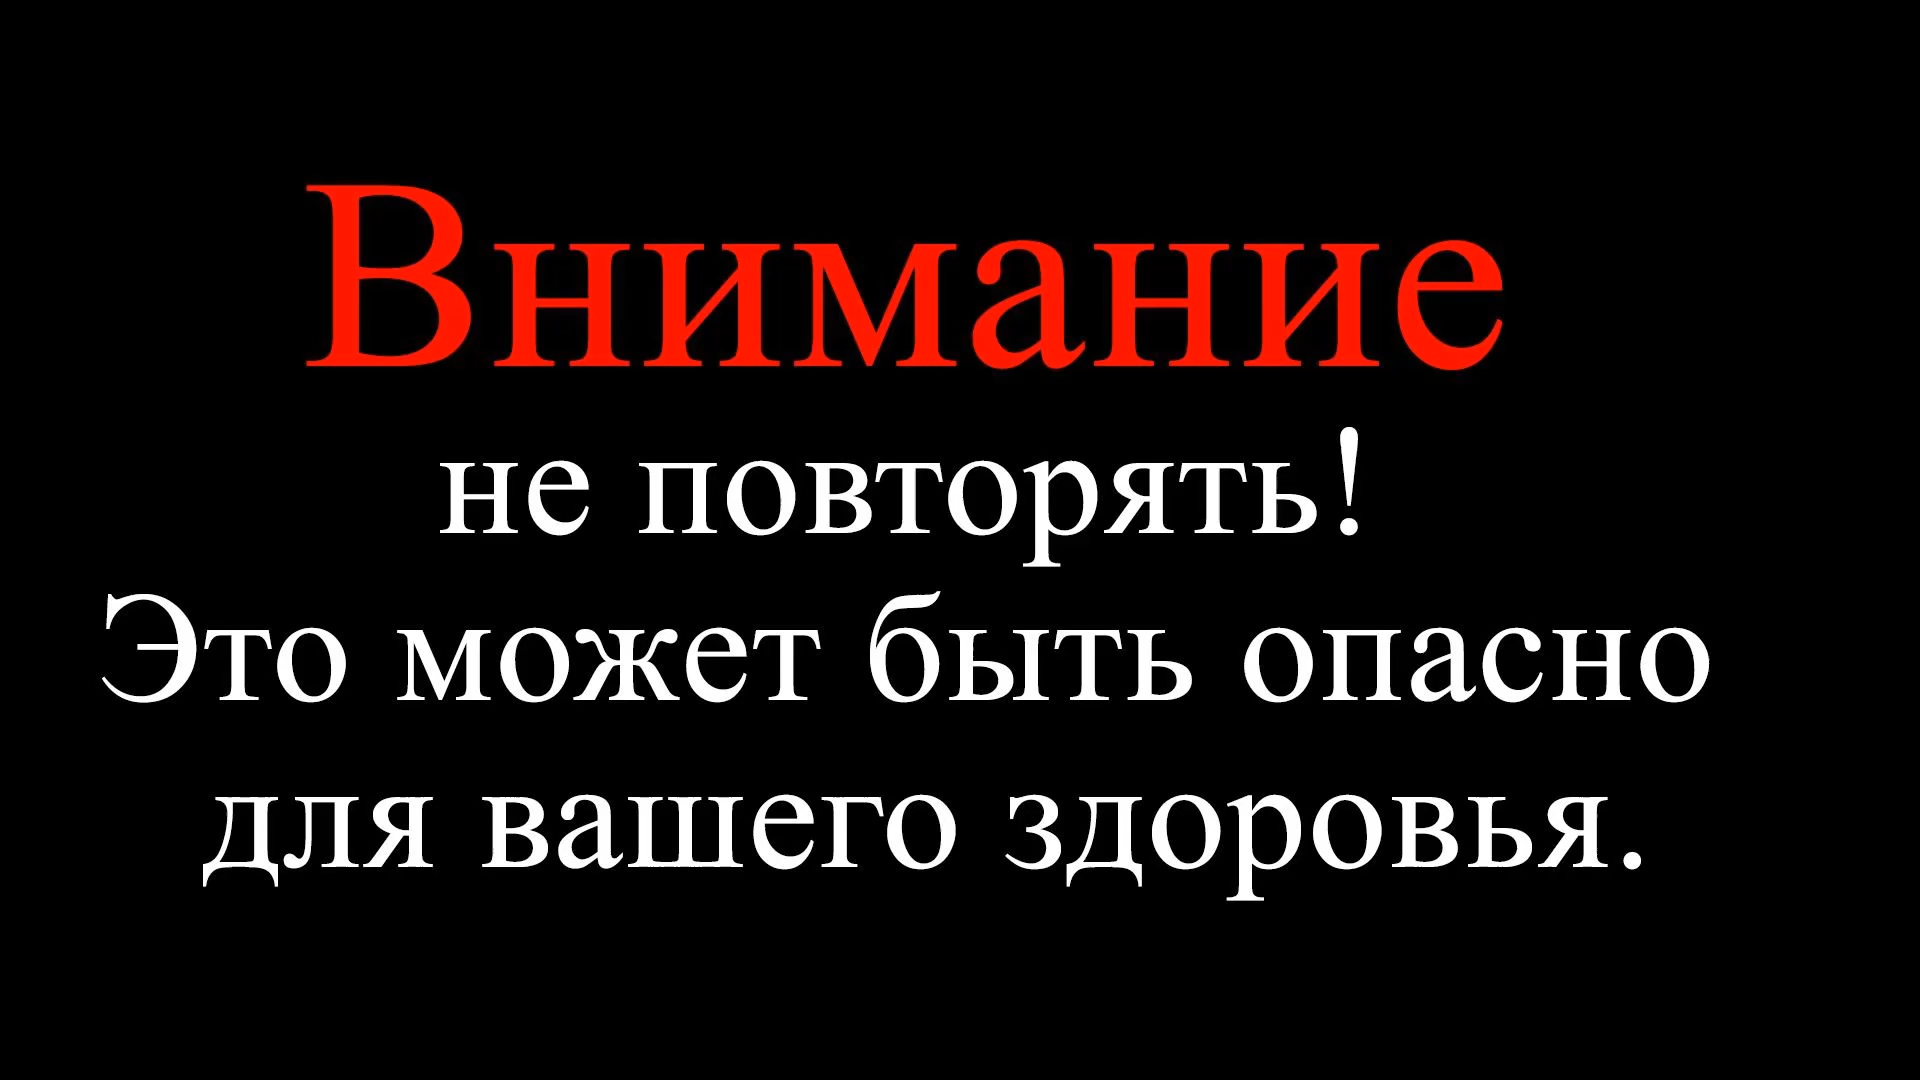 Внимание
не повторять!
Это может быть опасно
для вашего здоровья.